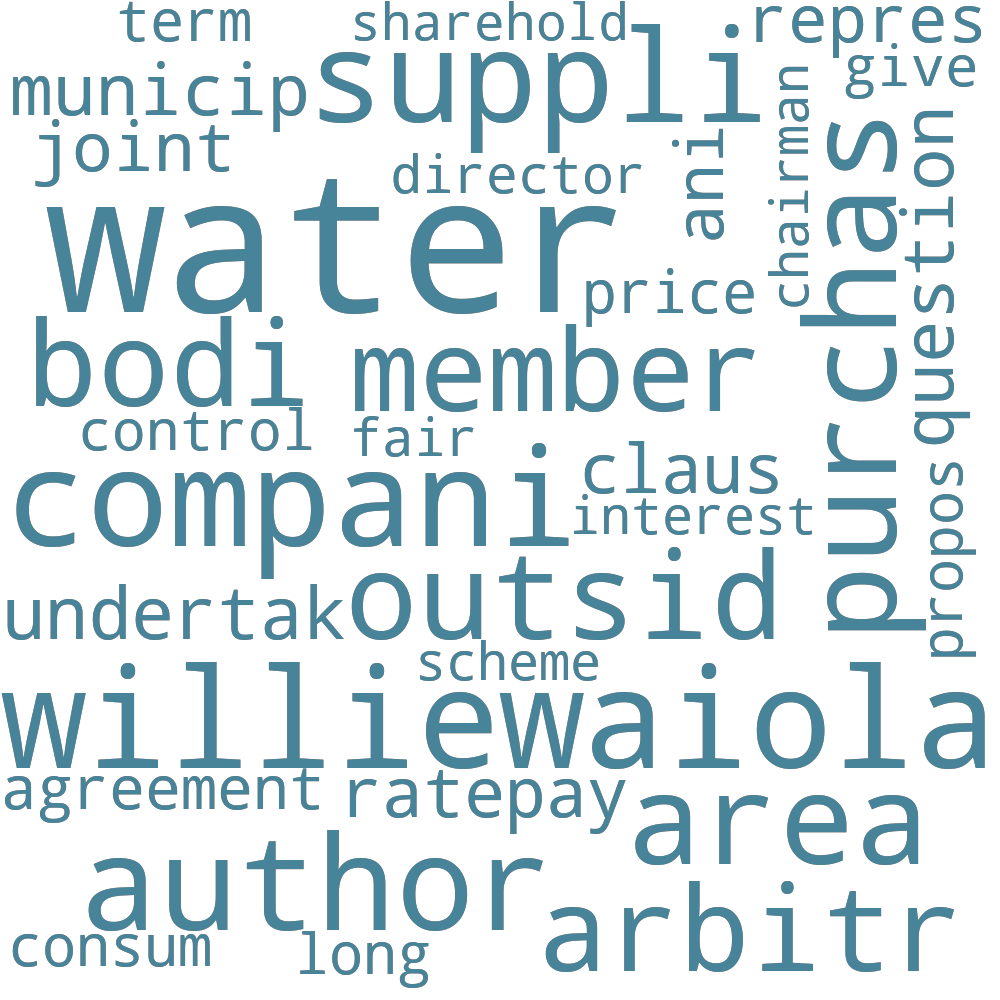 term
sharehold
repres
municip
suppli
give
joint
director
ani
chairman
purchas
question
water
price
bodi
member
control
fair
compani
claus
interest
propos
undertak
outsid
scheme
williewaiola
agreement
ratepay
area
author
arbitr
consum
long